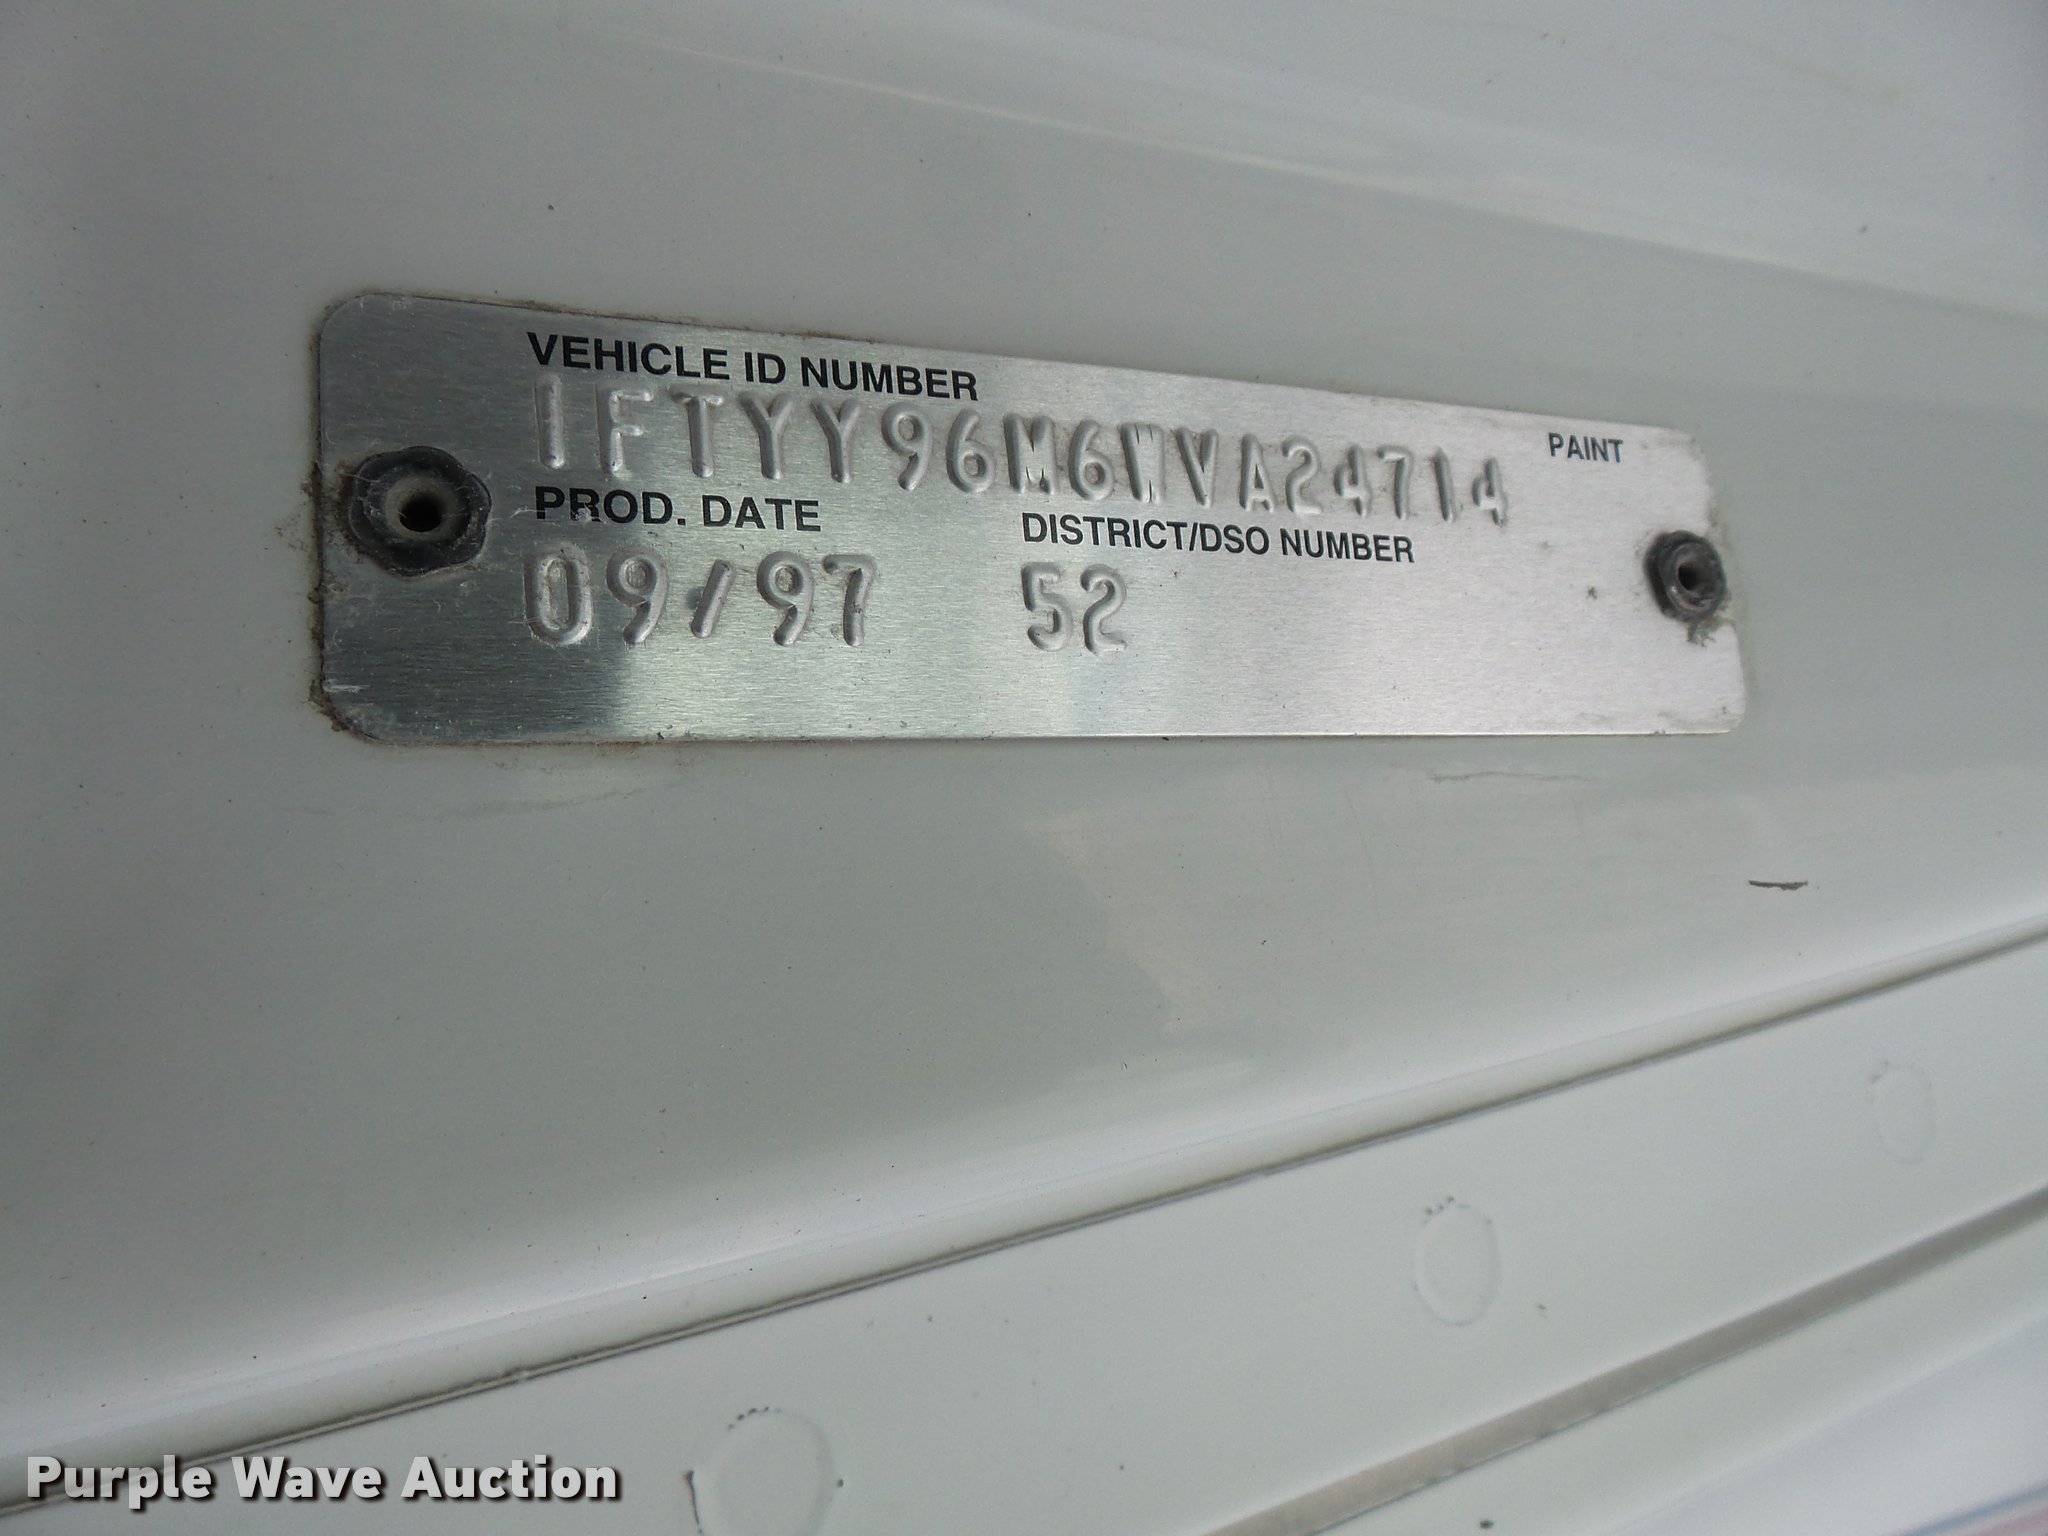 VEHICLE ID NUMBER
1FTYY96M6WVA24714
PAINT
PROD. DATE
DISTRICT/DSO NUMBER
09/97
52
Purple Wave Auction